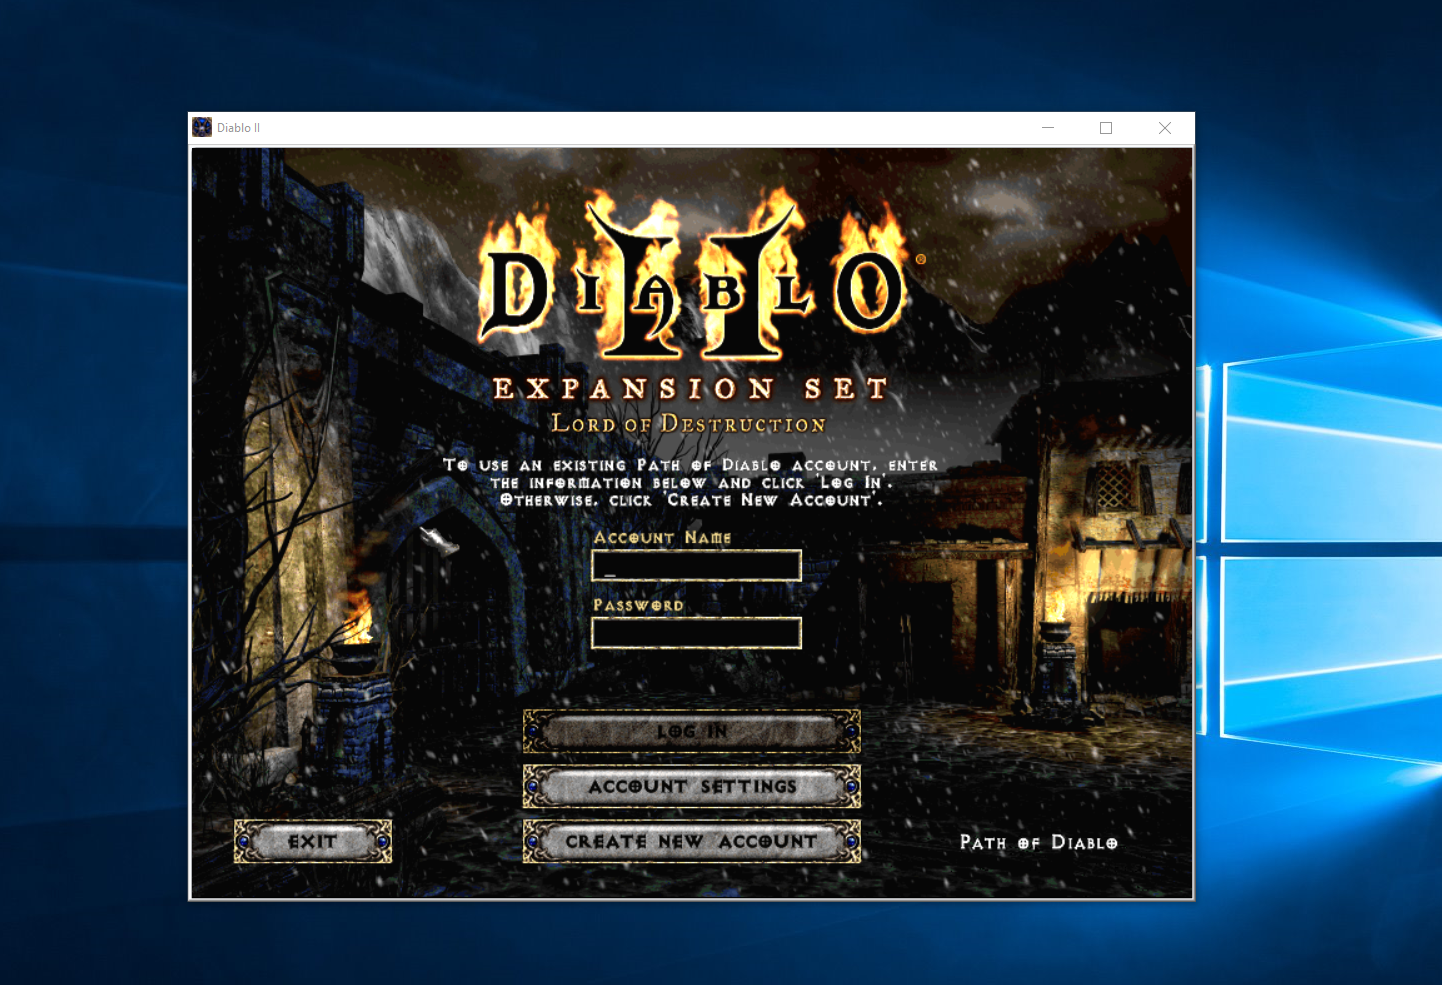 Diablo II
DIABLO II
EXPANSION SET
LORD OF DESTRUCTION
To use an existing Path of Diablo account, enter
the information below and click 'Log In'.
Otherwise, click 'Create New Account'.
Account Name
Password
LOG IN
ACCOUNT SETTINGS
EXIT
CREATE NEW ACCOUNT
Path of Diablo